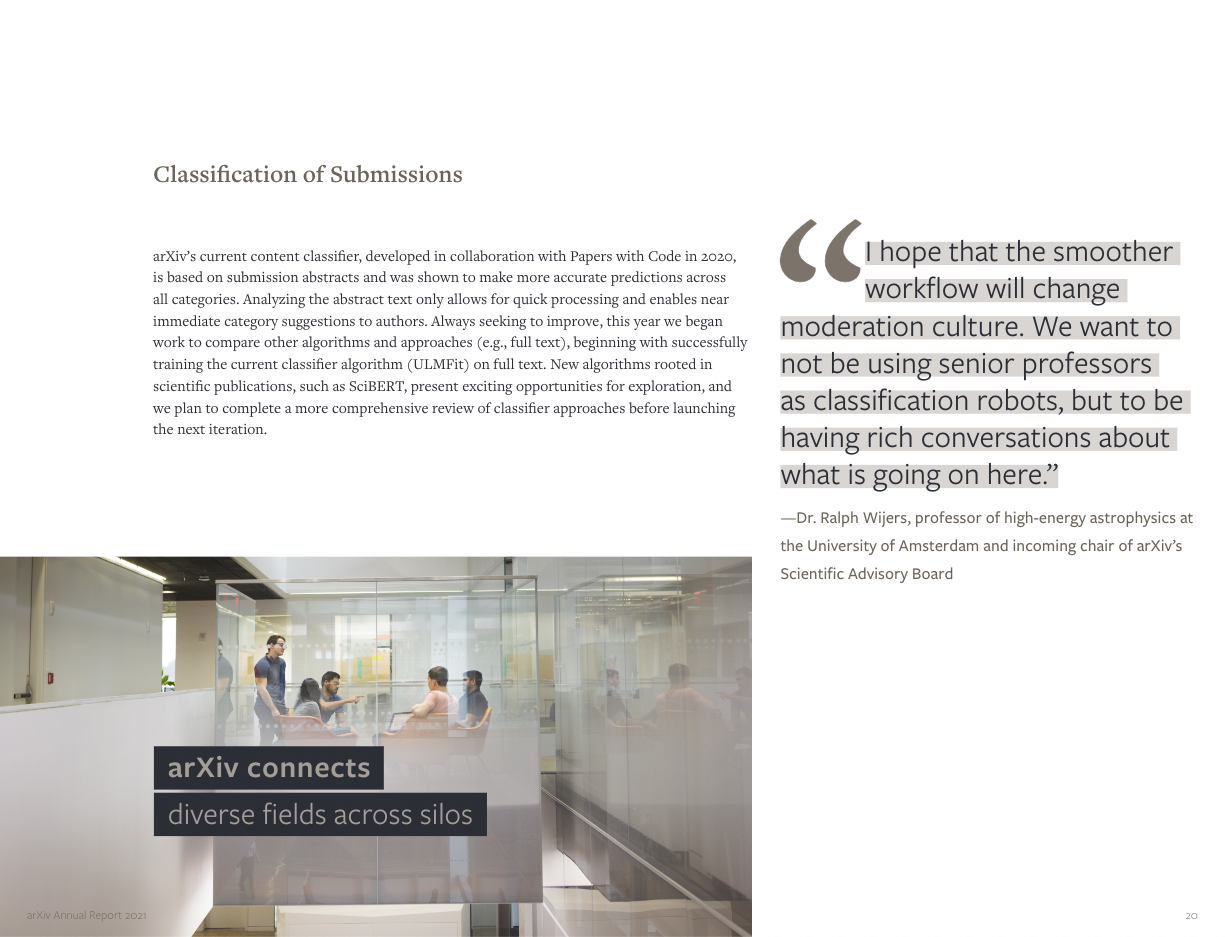 Classification of Submissions
arXiv's current content classifier, developed in collaboration with Papers with Code in 2020,
is based on submission abstracts and was shown to make more accurate predictions across
all categories. Analyzing the abstract text only allows for quick processing and enables near
immediate category suggestions to authors. Always seeking to improve, this year we began
work to compare other algorithms and approaches (e.g., full text), beginning with successfully
training the current classifier algorithm (ULMFit) on full text. New algorithms rooted in
scientific publications, such as SciBERT, present exciting opportunities for exploration, and
we plan to complete a more comprehensive review of classifier approaches before launching
the next iteration.
“I hope that the smoother
workflow will change
moderation culture. We want to
not be using senior professors
as classification robots, but to be
having rich conversations about
what is going on here.”
—Dr. Ralph Wijers, professor of high-energy astrophysics at
the University of Amsterdam and incoming chair of arXiv's
Scientific Advisory Board
arXiv connects
diverse fields across silos
arXiv Annual Report 2021
20